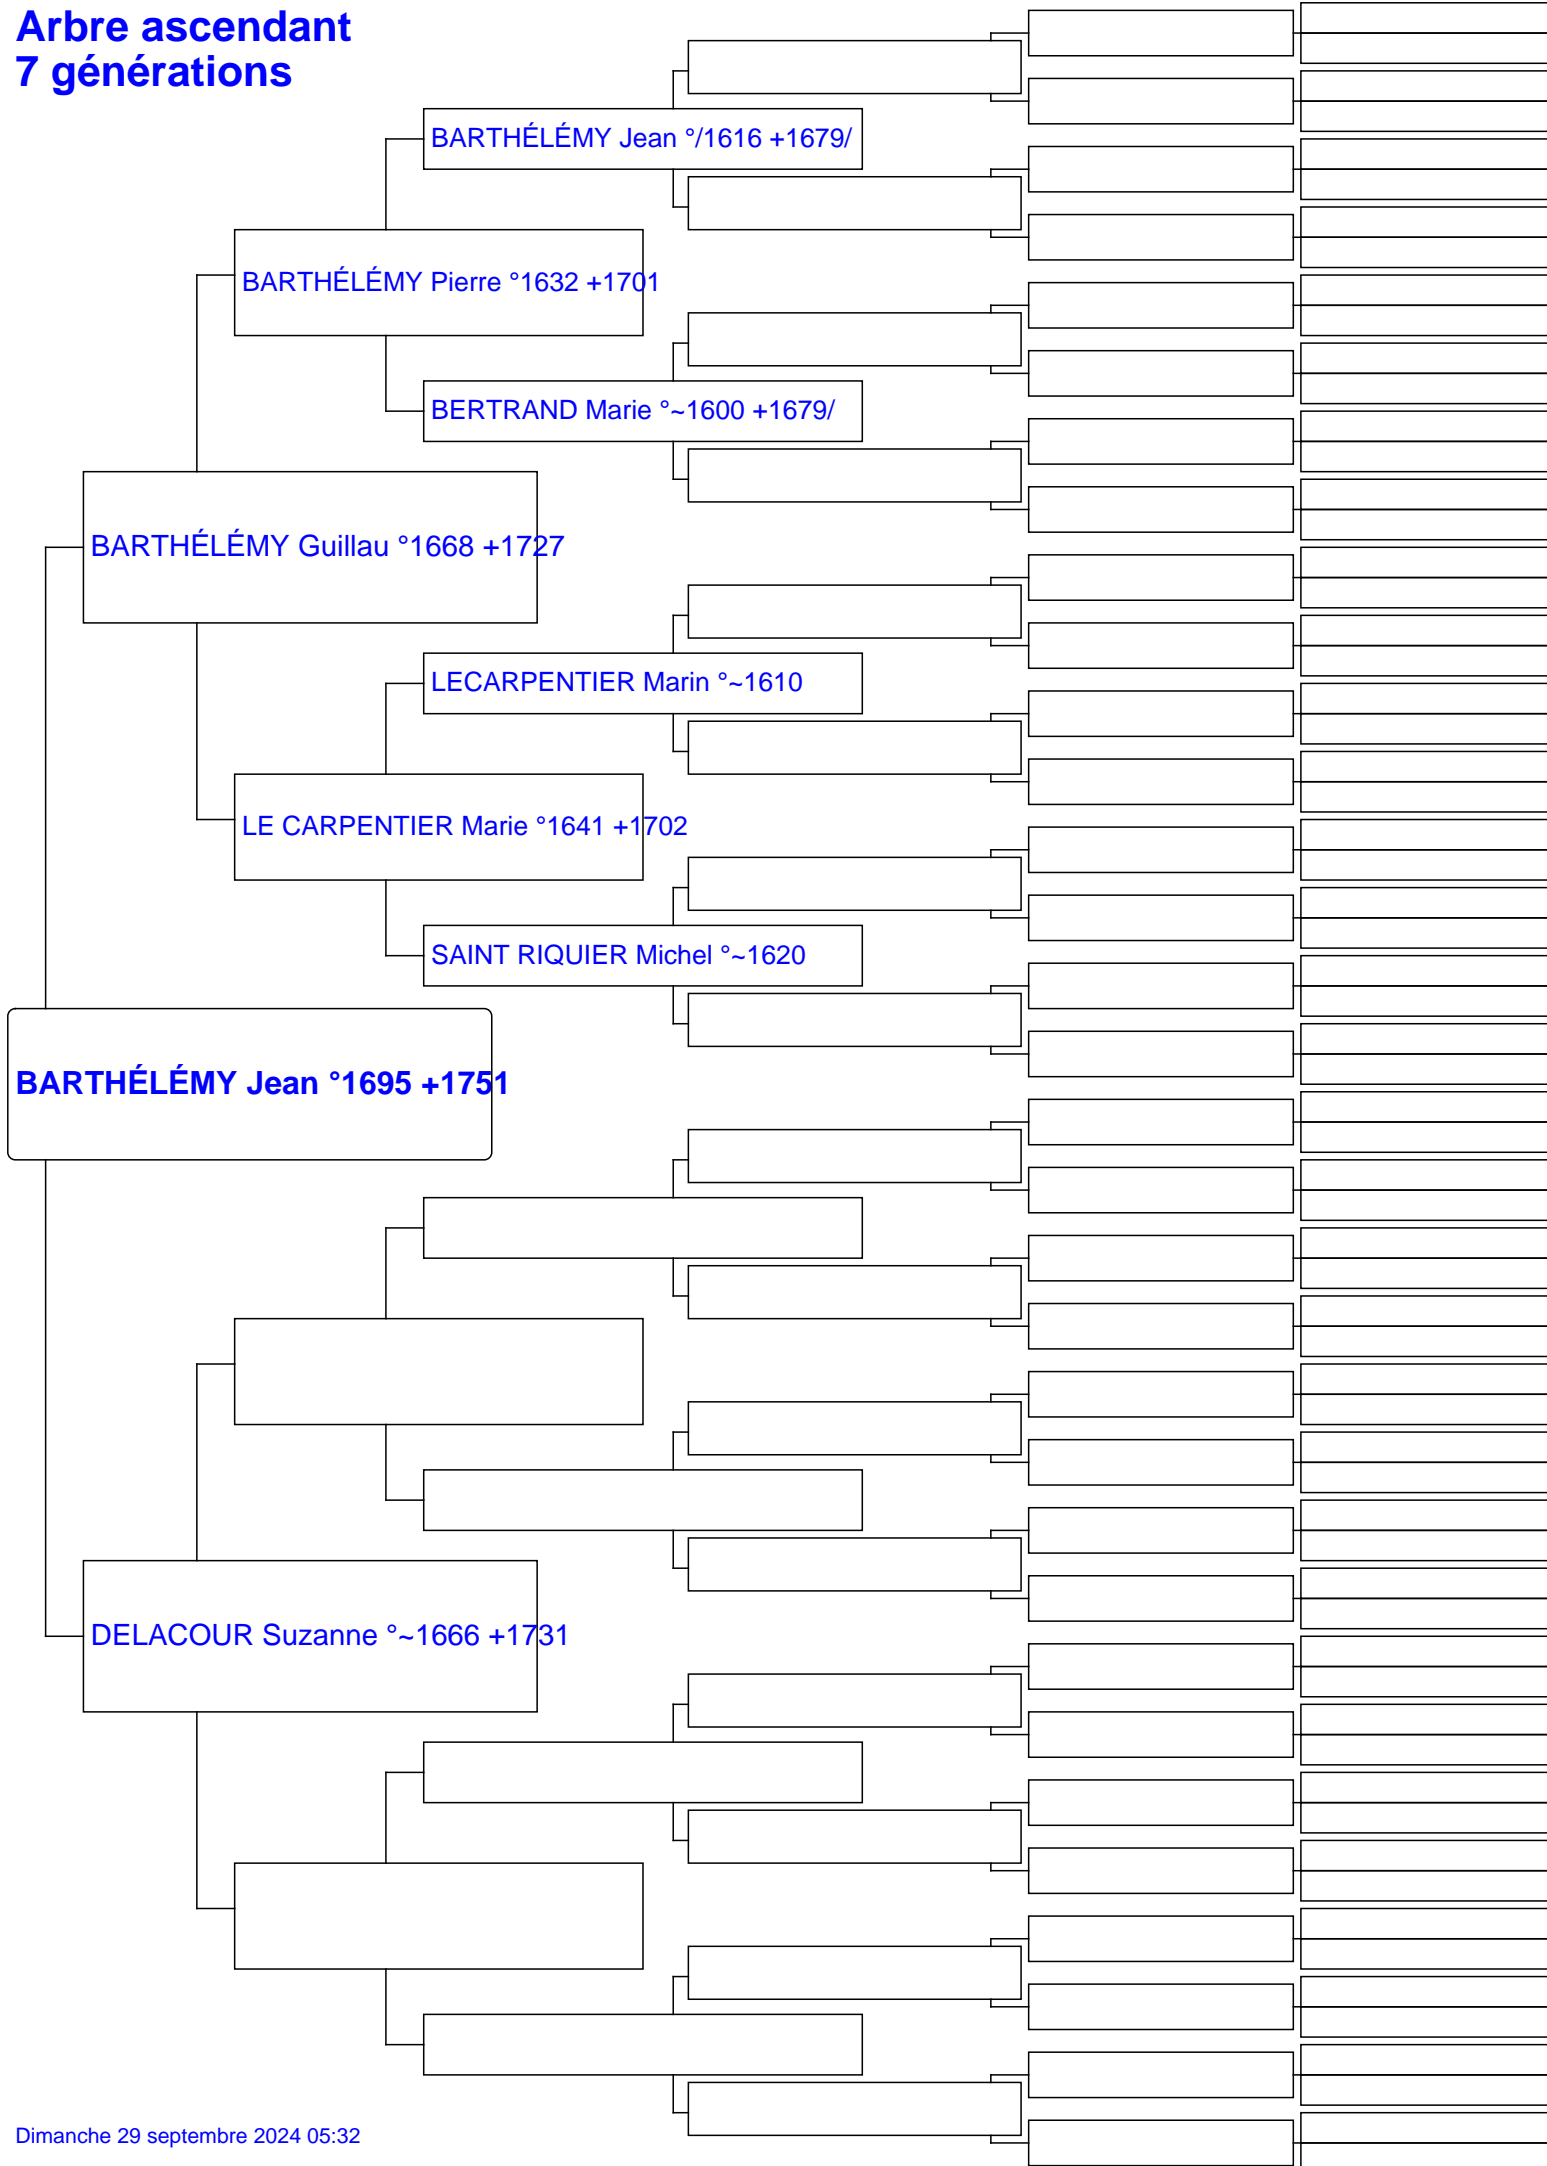 Arbre ascendant
7 générations
BARTHÉLÉMY Jean °/1616 +1679/
BARTHÉLÉMY Pierre °1632 +1701
BERTRAND Marie °~1600 +1679/
BARTHÉLÉMY Guillau °1668 +1727
LECARPENTIER Marin °~1610
LE CARPENTIER Marie °1641 +1702
SAINT RIQUIER Michel °~1620
BARTHÉLÉMY Jean °1695 +1751
DELACOUR Suzanne °~1666 +1731
Dimanche 29 septembre 2024 05:32